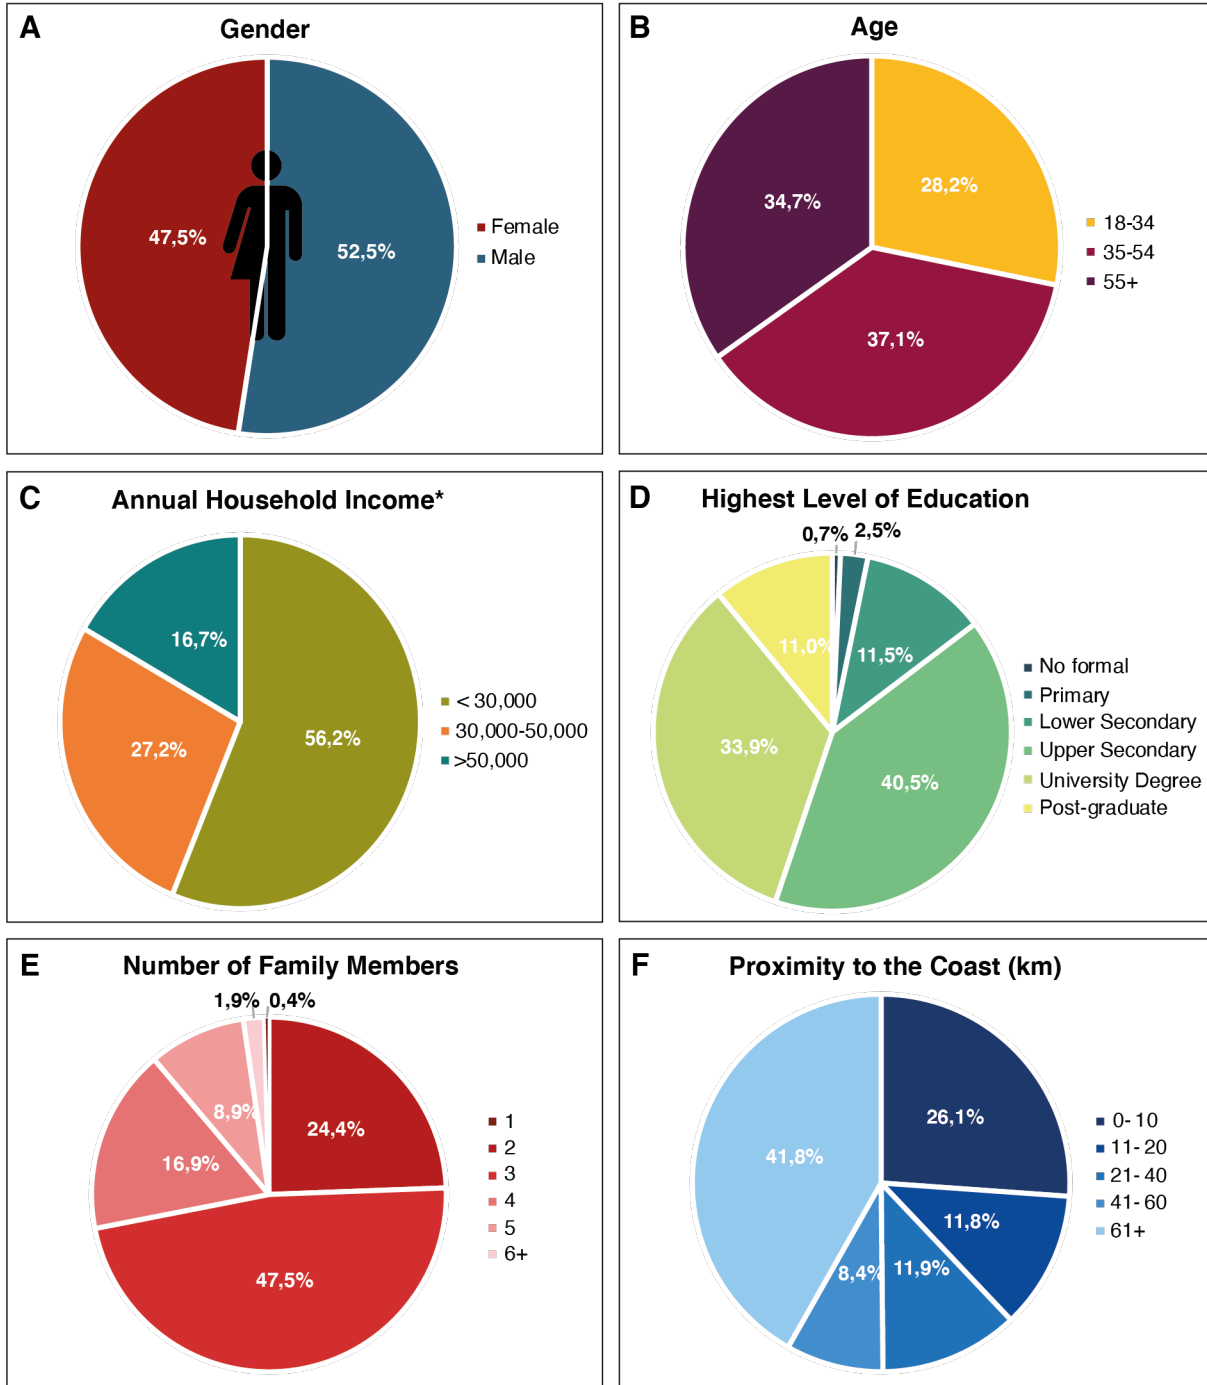 A
Gender
47,5%
52,5%
Female
Male
B
Age
34,7%
28,2%
37,1%
18-34
35-54
55+
C
Annual Household Income*
16,7%
27,2%
56,2%
< 30,000
30,000-50,000
>50,000
D
Highest Level of Education
0,7% 2,5%
11,0%
11,5%
33,9%
40,5%
No formal
Primary
Lower Secondary
Upper Secondary
University Degree
Post-graduate
E
Number of Family Members
1,9% 0,4%
8,9%
24,4%
16,9%
47,5%
1
2
3
4
5
6+
F
Proximity to the Coast (km)
26,1%
41,8%
11,8%
8,4%
11,9%
0-10
11-20
21-40
41-60
61+